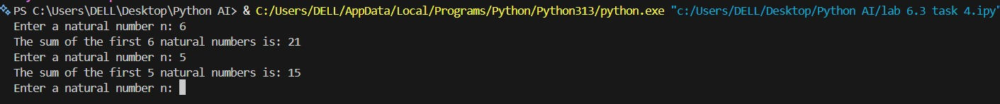 PS C:\Users\DELL\Desktop\Python AI> & C:/Users/DELL/AppData/Local/Programs/Python/Python313/python.exe "c:/Users/DELL/Desktop/Python AI/lab 6.3 task 4.ipy"
Enter a natural number n: 6
The sum of the first 6 natural numbers is: 21
Enter a natural number n: 5
The sum of the first 5 natural numbers is: 15
Enter a natural number n: